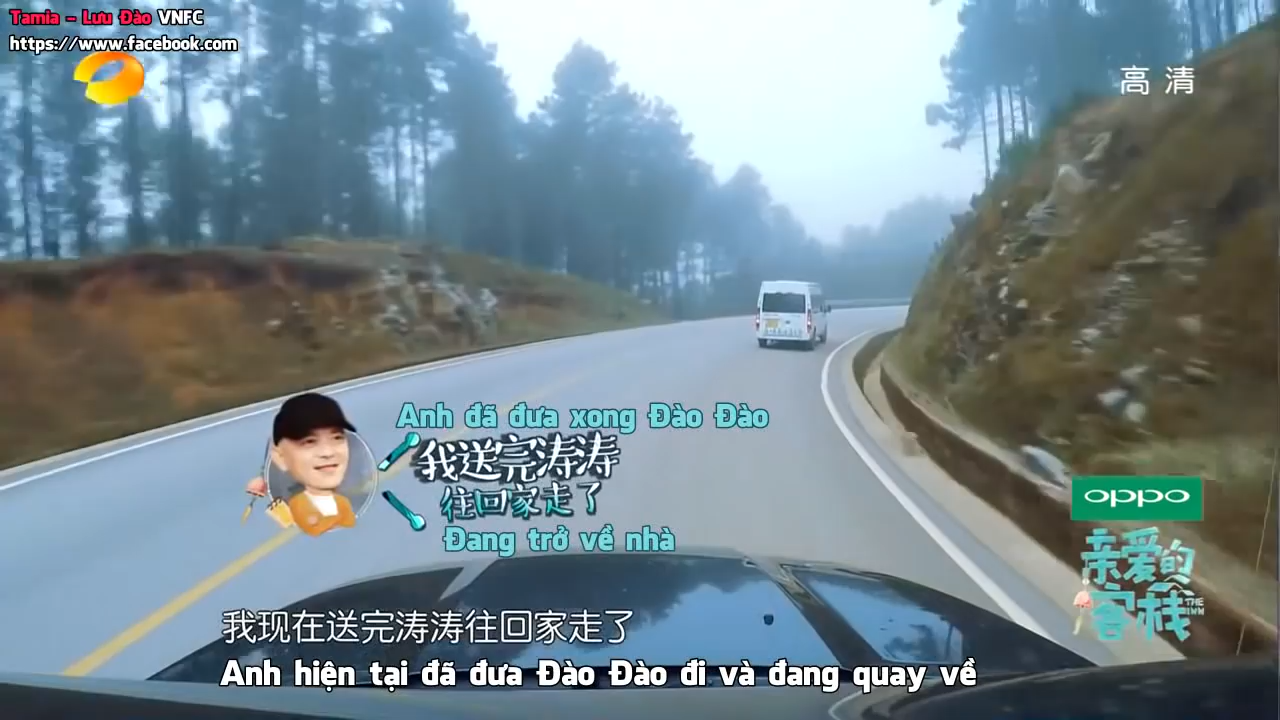 Tamia - Lưu Đào VNFC
https://www.facebook.com
高清
Anh đã đưa xong Đào Đào
我送完涛涛
往回家走了
Đang trở về nhà
oppo
亲爱的
客栈
THE INN
我现在送完涛涛往回家走了
Anh hiện tại đã đưa Đào Đào đi và đang quay về